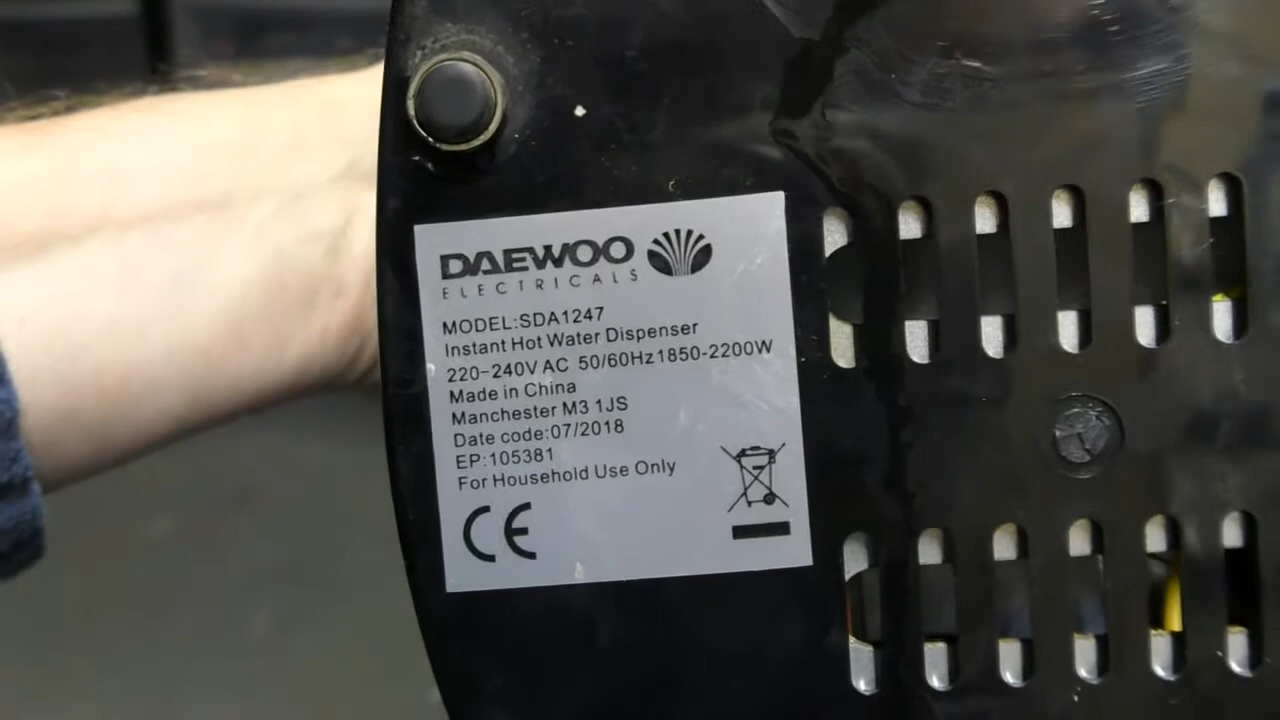 DAEWOO
ELECTRICALS
MODEL:SDA1247
Instant Hot Water Dispenser
220-240V AC 50/60Hz1850-2200W
Made in China
Manchester M3 1JS
Date code:07/2018
EP:105381
For Household Use Only
CE